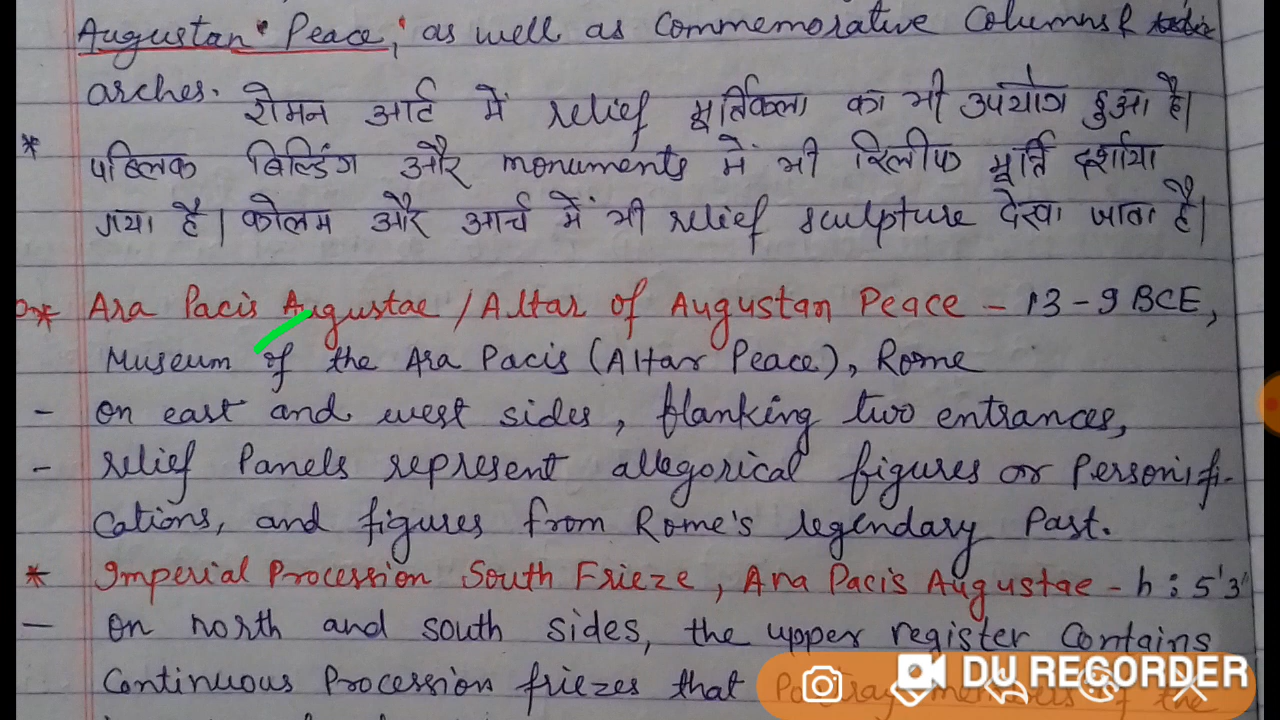 Augustan Peace, as well as Commemorative Columns &
arches. रोमन आर्ट में relief मूर्तिकला का भी उपयोग हुआ है।
* पब्लिक बिल्डिंग और monuments में भी रिलीफ मूर्ति दर्शाया
गया है। कोलम और आर्च में भी relief sculpture देखा जाता है।
* Ara Pacis Augustae / Altar of Augustan Peace - 13-9 BCE,
Museum of the Ara Pacis (Altar Peace), Rome
- on east and west sides, flanking two entrances,
- relief Panels represent allegorical figures or Personifi-
cations, and figures from Rome's legendary Past.
* Imperial Procession South Frieze, Ara Pacis Augustae - h: 5'3"
- on north and south sides, the upper register Contains
Continuous Procession friezes that Portray members of the
DU RECORDER